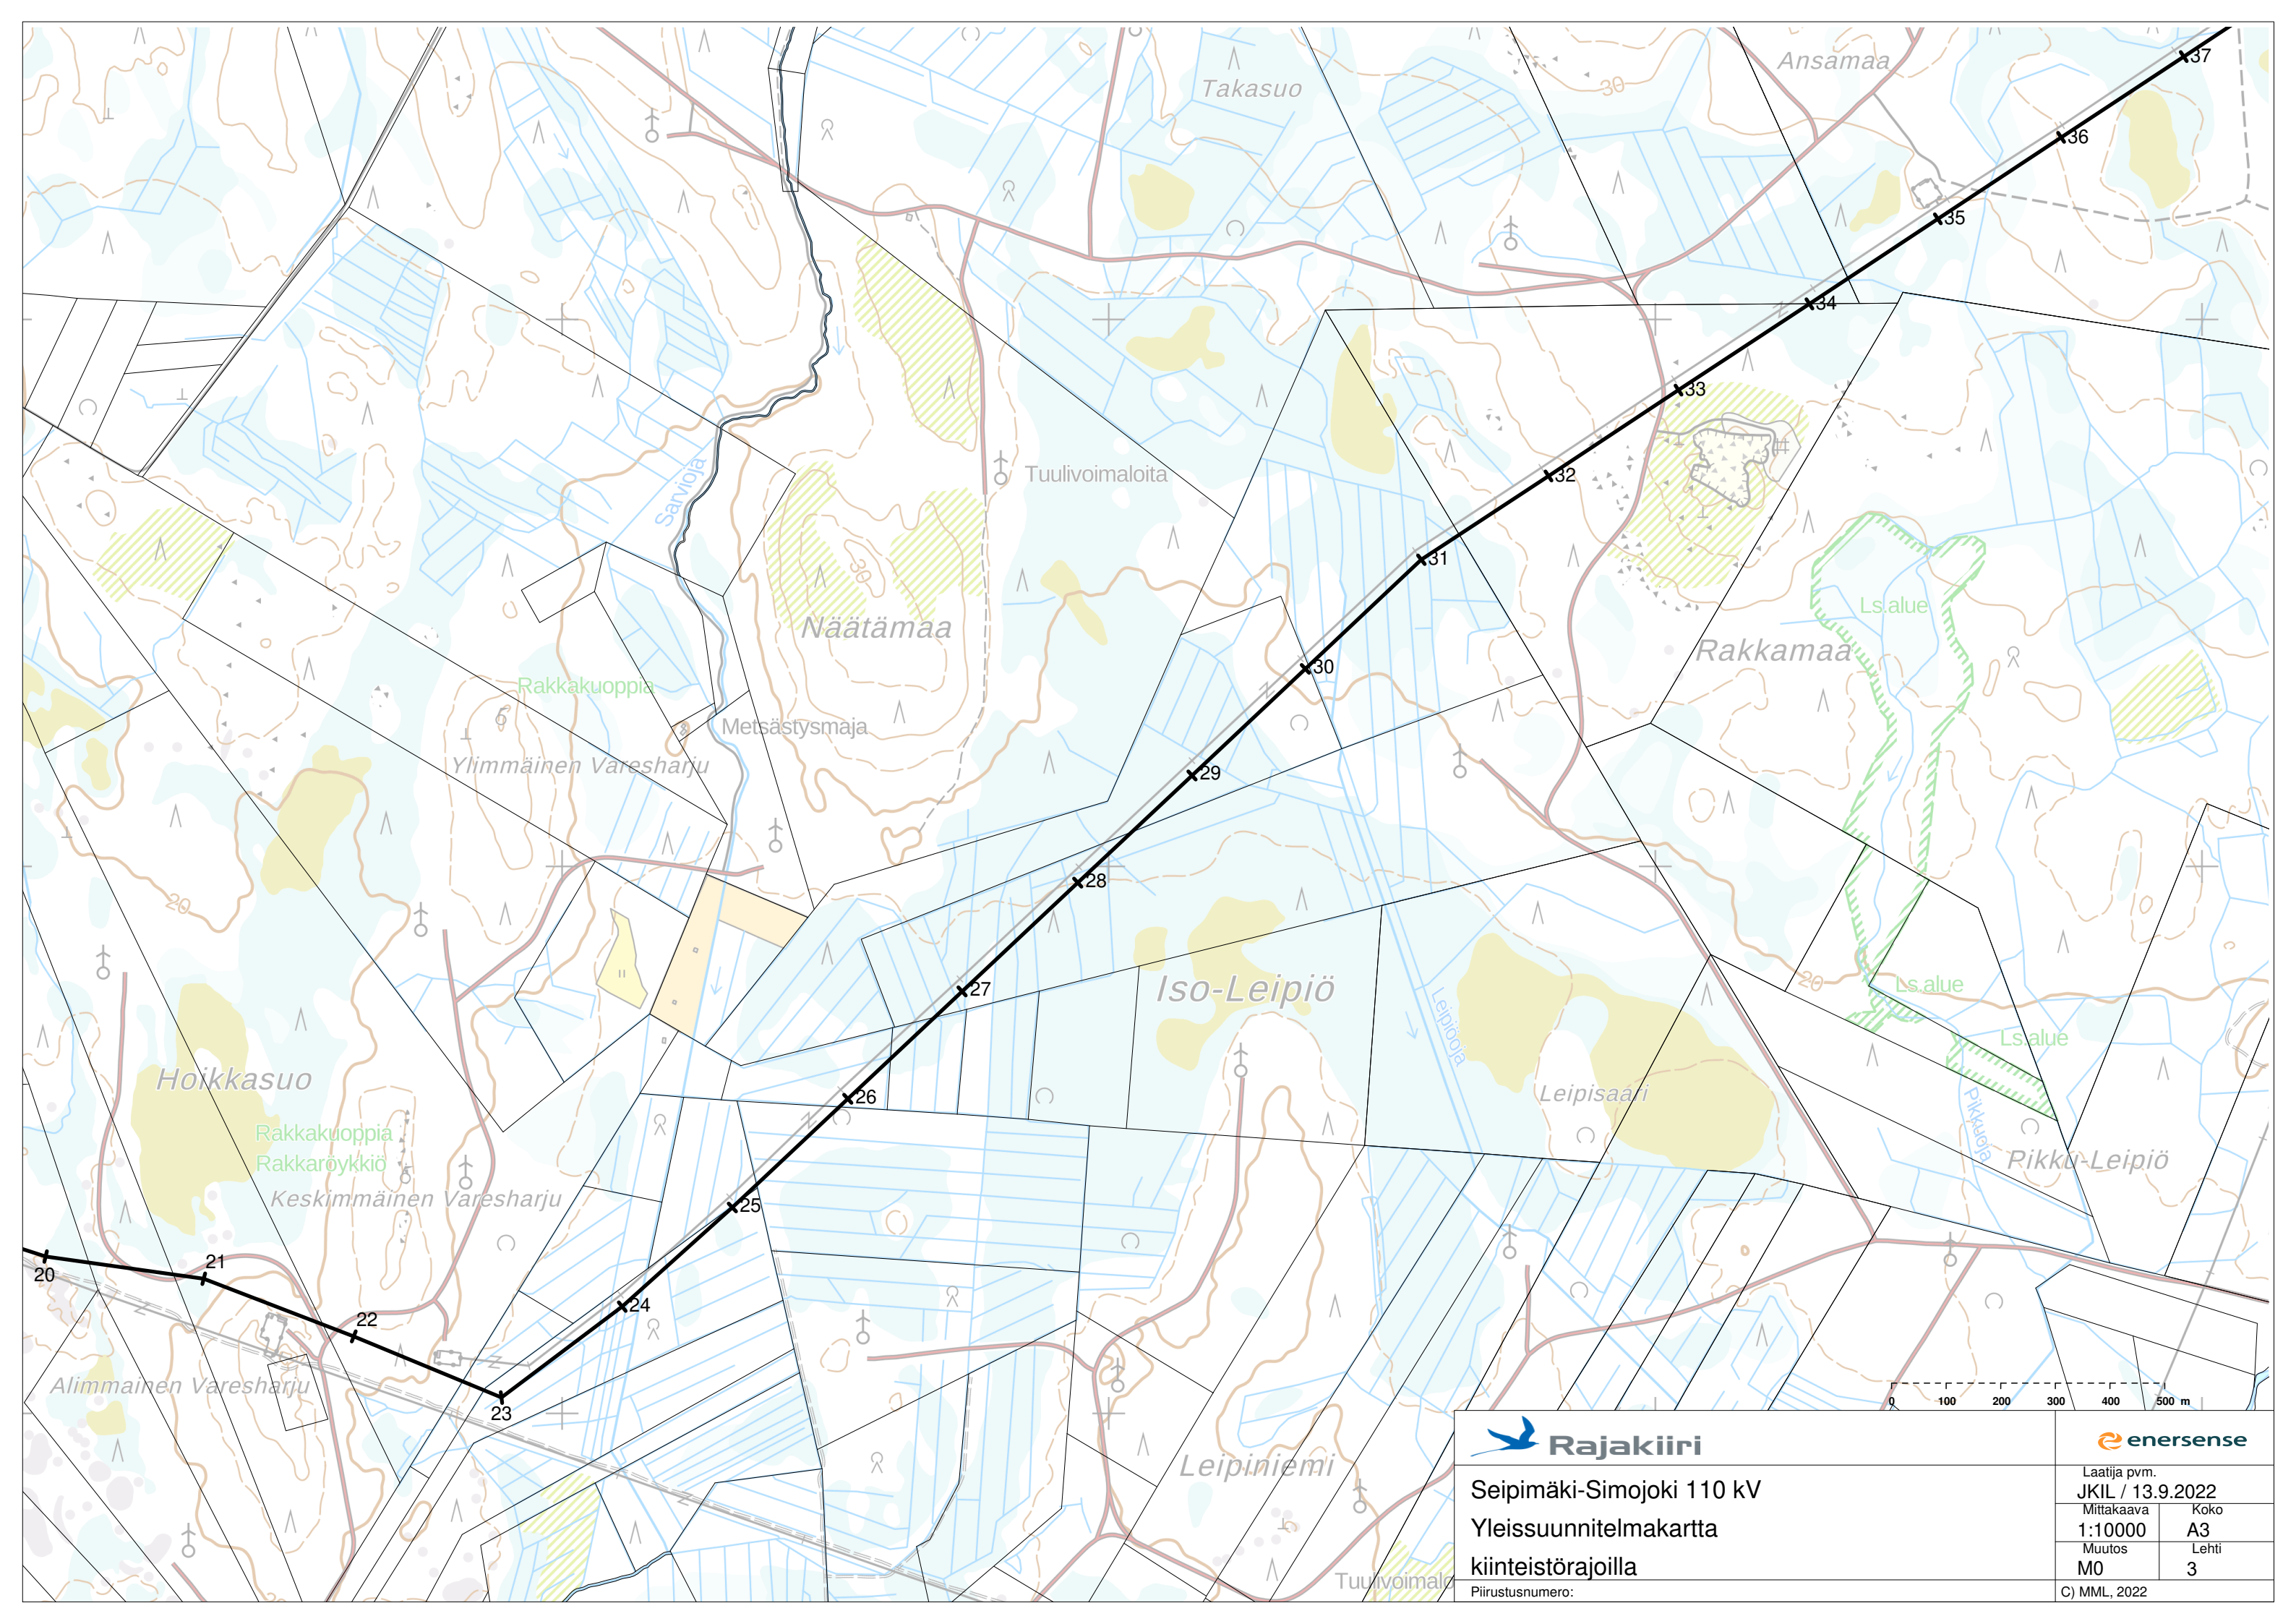 Ansamaa
37
Takasuo
30
36
35
34
33
Tuulivoimaloita
32
Sarvioja
31
30
Ls.alue
Näätämaa
Rakkamaa
30
Rakkakuoppia
Metsästysmaja
Ylimmäinen Varesharju
29
28
20
27
Iso-Leipiö
20
Ls.alue
Leipiöoja
Ls.alue
Hoikkasuo
26
Leipisaari
Pikkuoja
Rakkakuoppia
Rakkaröykkiö
Pikku-Leipiö
Keskimmäinen Varesharju
25
21
20
24
22
Alimmainen Varesharju
23
0 100 200 300 400 500 m
Leipiniemi
Tuulivoimalo
20
Rajakiiri
enersense
Seipimäki-Simojoki 110 kV
Yleissuunnitelmakartta
kiinteistörajoilla
Piirustusnumero:
Laatija pvm.
JKIL / 13.9.2022
Mittakaava Koko
1:10000 A3
Muutos Lehti
M0 3
C) MML, 2022